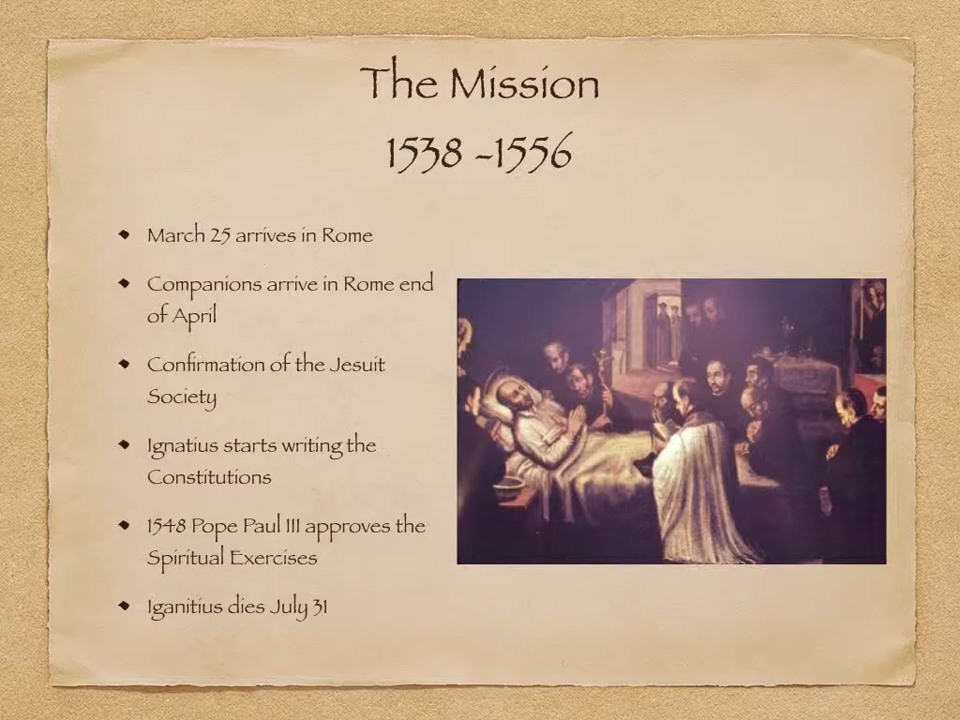 The Mission
1538 -1556
March 25 arrives in Rome
Companions arrive in Rome end
of April
Confirmation of the Jesuit
Society
Ignatius starts writing the
Constitutions
1548 Pope Paul III approves the
Spiritual Exercises
Iganitius dies July 31